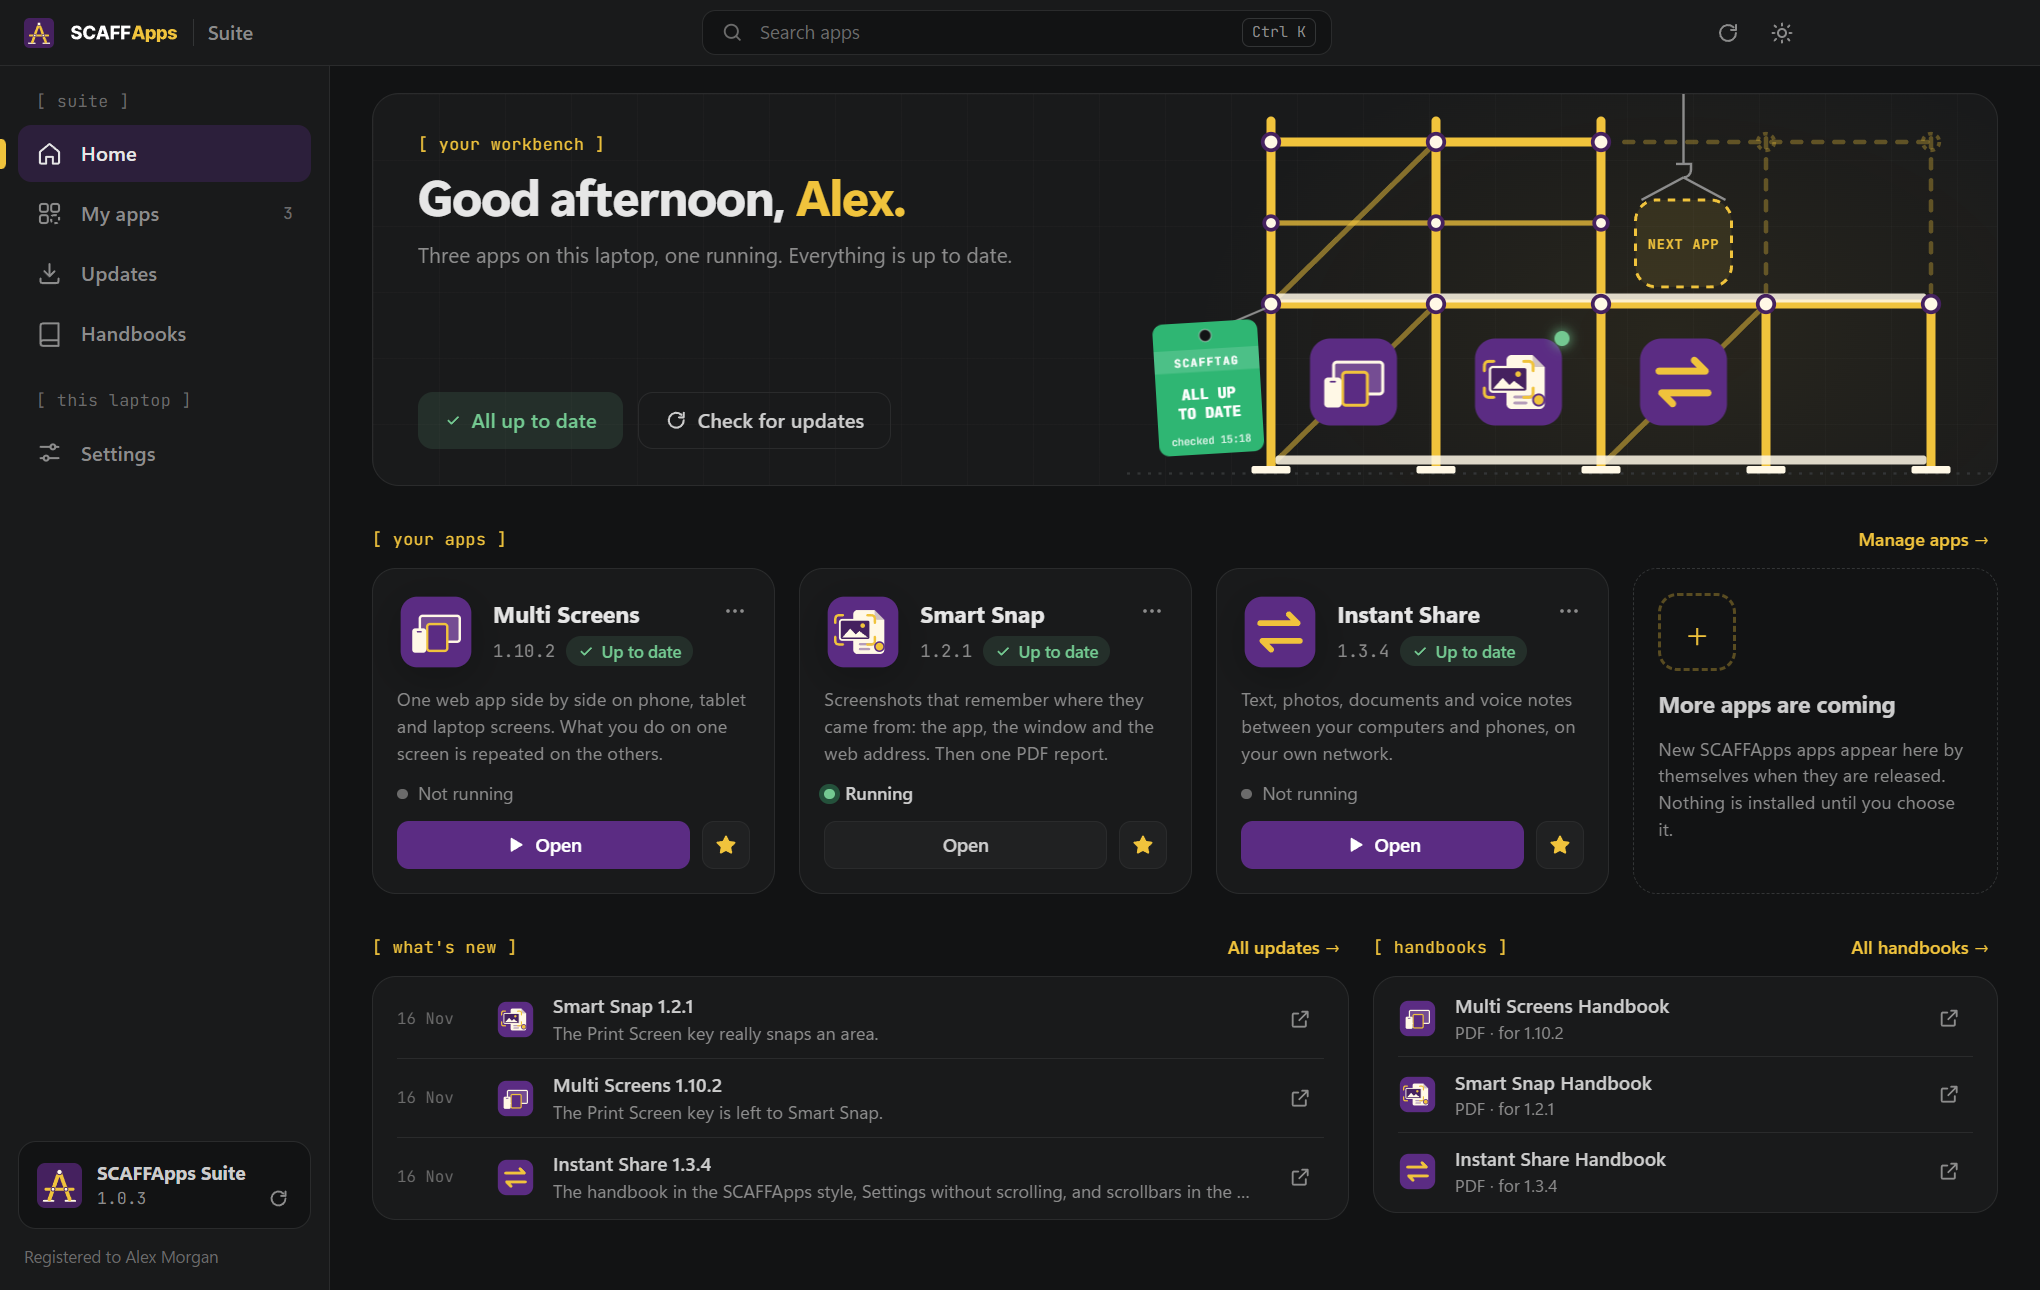 SCAFFApps Suite
Search apps
Ctrl K
[ suite ]
Home
My apps 3
Updates
Handbooks
[ this laptop ]
Settings
SCAFFApps Suite
1.0.3
Registered to Alex Morgan
[ your workbench ]
Good afternoon, Alex.
Three apps on this laptop, one running. Everything is up to date.
All up to date
Check for updates
NEXT APP
SCAFFTAG
ALL UP
TO DATE
checked 15:18
[ your apps ]
Manage apps →
Multi Screens
1.10.2 Up to date
One web app side by side on phone, tablet
and laptop screens. What you do on one
screen is repeated on the others.
Not running
Open
Smart Snap
1.2.1 Up to date
Screenshots that remember where they
came from: the app, the window and the
web address. Then one PDF report.
Running
Open
Instant Share
1.3.4 Up to date
Text, photos, documents and voice notes
between your computers and phones, on
your own network.
Not running
Open
More apps are coming
New SCAFFApps apps appear here by
themselves when they are released.
Nothing is installed until you choose
it.
[ what's new ]
All updates →
16 Nov
Smart Snap 1.2.1
The Print Screen key really snaps an area.
16 Nov
Multi Screens 1.10.2
The Print Screen key is left to Smart Snap.
16 Nov
Instant Share 1.3.4
The handbook in the SCAFFApps style, Settings without scrolling, and scrollbars in the ...
[ handbooks ]
All handbooks →
Multi Screens Handbook
PDF · for 1.10.2
Smart Snap Handbook
PDF · for 1.2.1
Instant Share Handbook
PDF · for 1.3.4